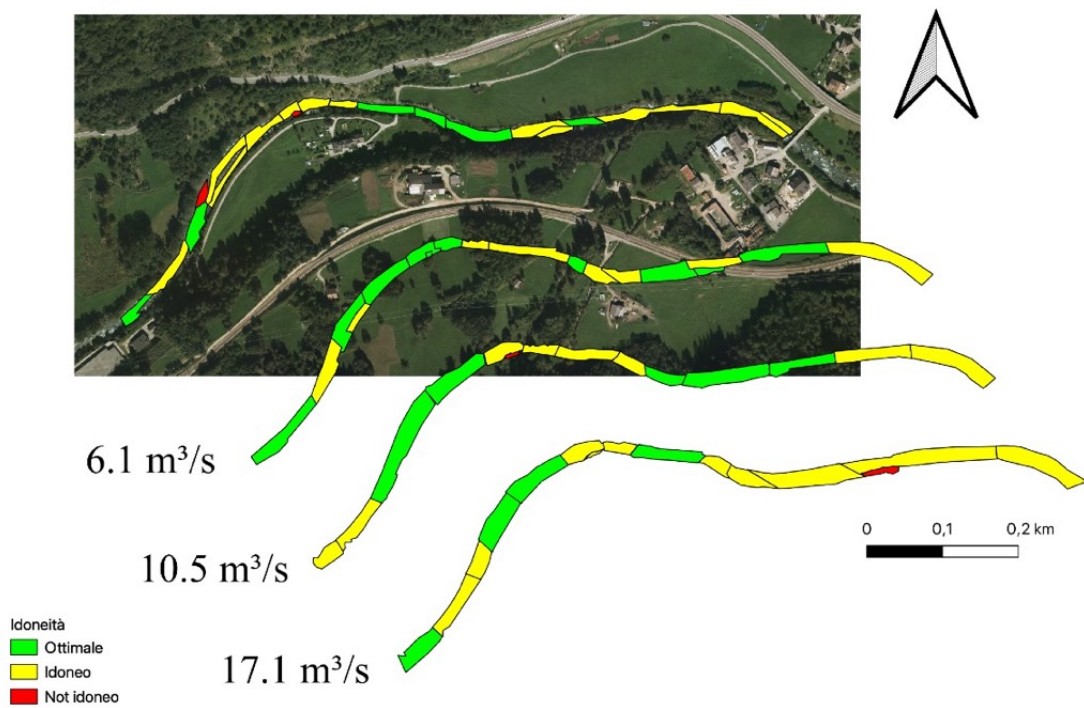 6.1 m³/s
10.5 m³/s
17.1 m³/s
0 0,1 0,2 km
Idoneità
Ottimale
Idoneo
Not idoneo